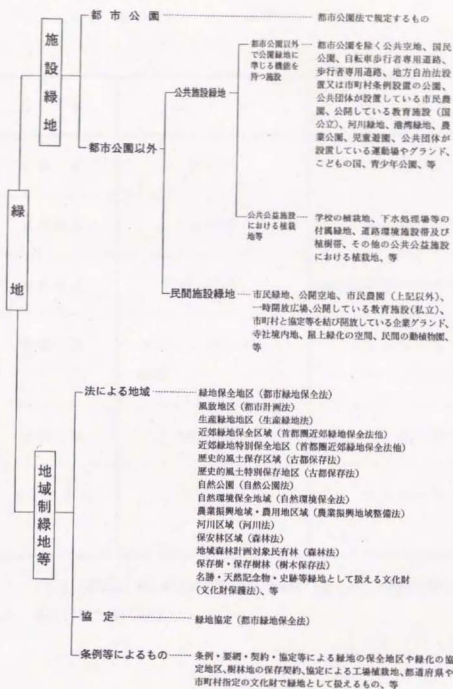 緑地
施設緑地
都市公園
都市公園法で規定するもの
都市公園以外
公共施設緑地
都市公園以外
で公園緑地に
準じる機能を
持つ施設
都市公園を除く公共空地、国民
公園、自転車歩行者専用道路、
歩行者専用道路、地方自治法設
置又は市町村条例設置の公園、
公共団体が設置している市民農
園、公開している教育施設(国
公立)、河川緑地、港湾緑地、農
業公園、児童遊園、公共団体が
設置している運動場やグランド、
こどもの国、青少年公園、等
公共公益施設
における植栽
地等
学校の植栽地、下水処理場等の
付属緑地、道路環境施設帯及び
植樹帯、その他の公共公益施設
における植栽地、等
民間施設緑地
市民緑地、公開空地、市民農園(上記以外)、
一時開放広場、公開している教育施設(私立)、
市町村と協定等を結び開放している企業グランド、
寺社境内地、屋上緑化の空間、民間の動植物園、
等
地域制緑地等
法による地域
緑地保全地区(都市緑地保全法)
風致地区(都市計画法)
生産緑地地区(生産緑地法)
近郊緑地保全区域(首都圏近郊緑地保全法他)
近郊緑地特別保全地区(首都圏近郊緑地保全法他)
歴史的風土保存区域(古都保存法)
歴史的風土特別保存地区(古都保存法)
自然公園(自然公園法)
自然環境保全地域(自然環境保全法)
農業振興地域・農用地区域(農業振興地域整備法)
河川区域(河川法)
保安林区域(森林法)
地域森林計画対象民有林(森林法)
保存樹・保存樹林(樹木保存法)
名勝・天然記念物・史跡等緑地として扱える文化財
(文化財保護法)、等
協定
緑地協定(都市緑地保全法)
条例等によるもの
条例・要綱・契約・協定等による緑地の保全地区や緑化の協
定地区、樹林地の保存契約、協定による工場植栽地、都道府県や
市町村指定の文化財で緑地として扱えるもの、等